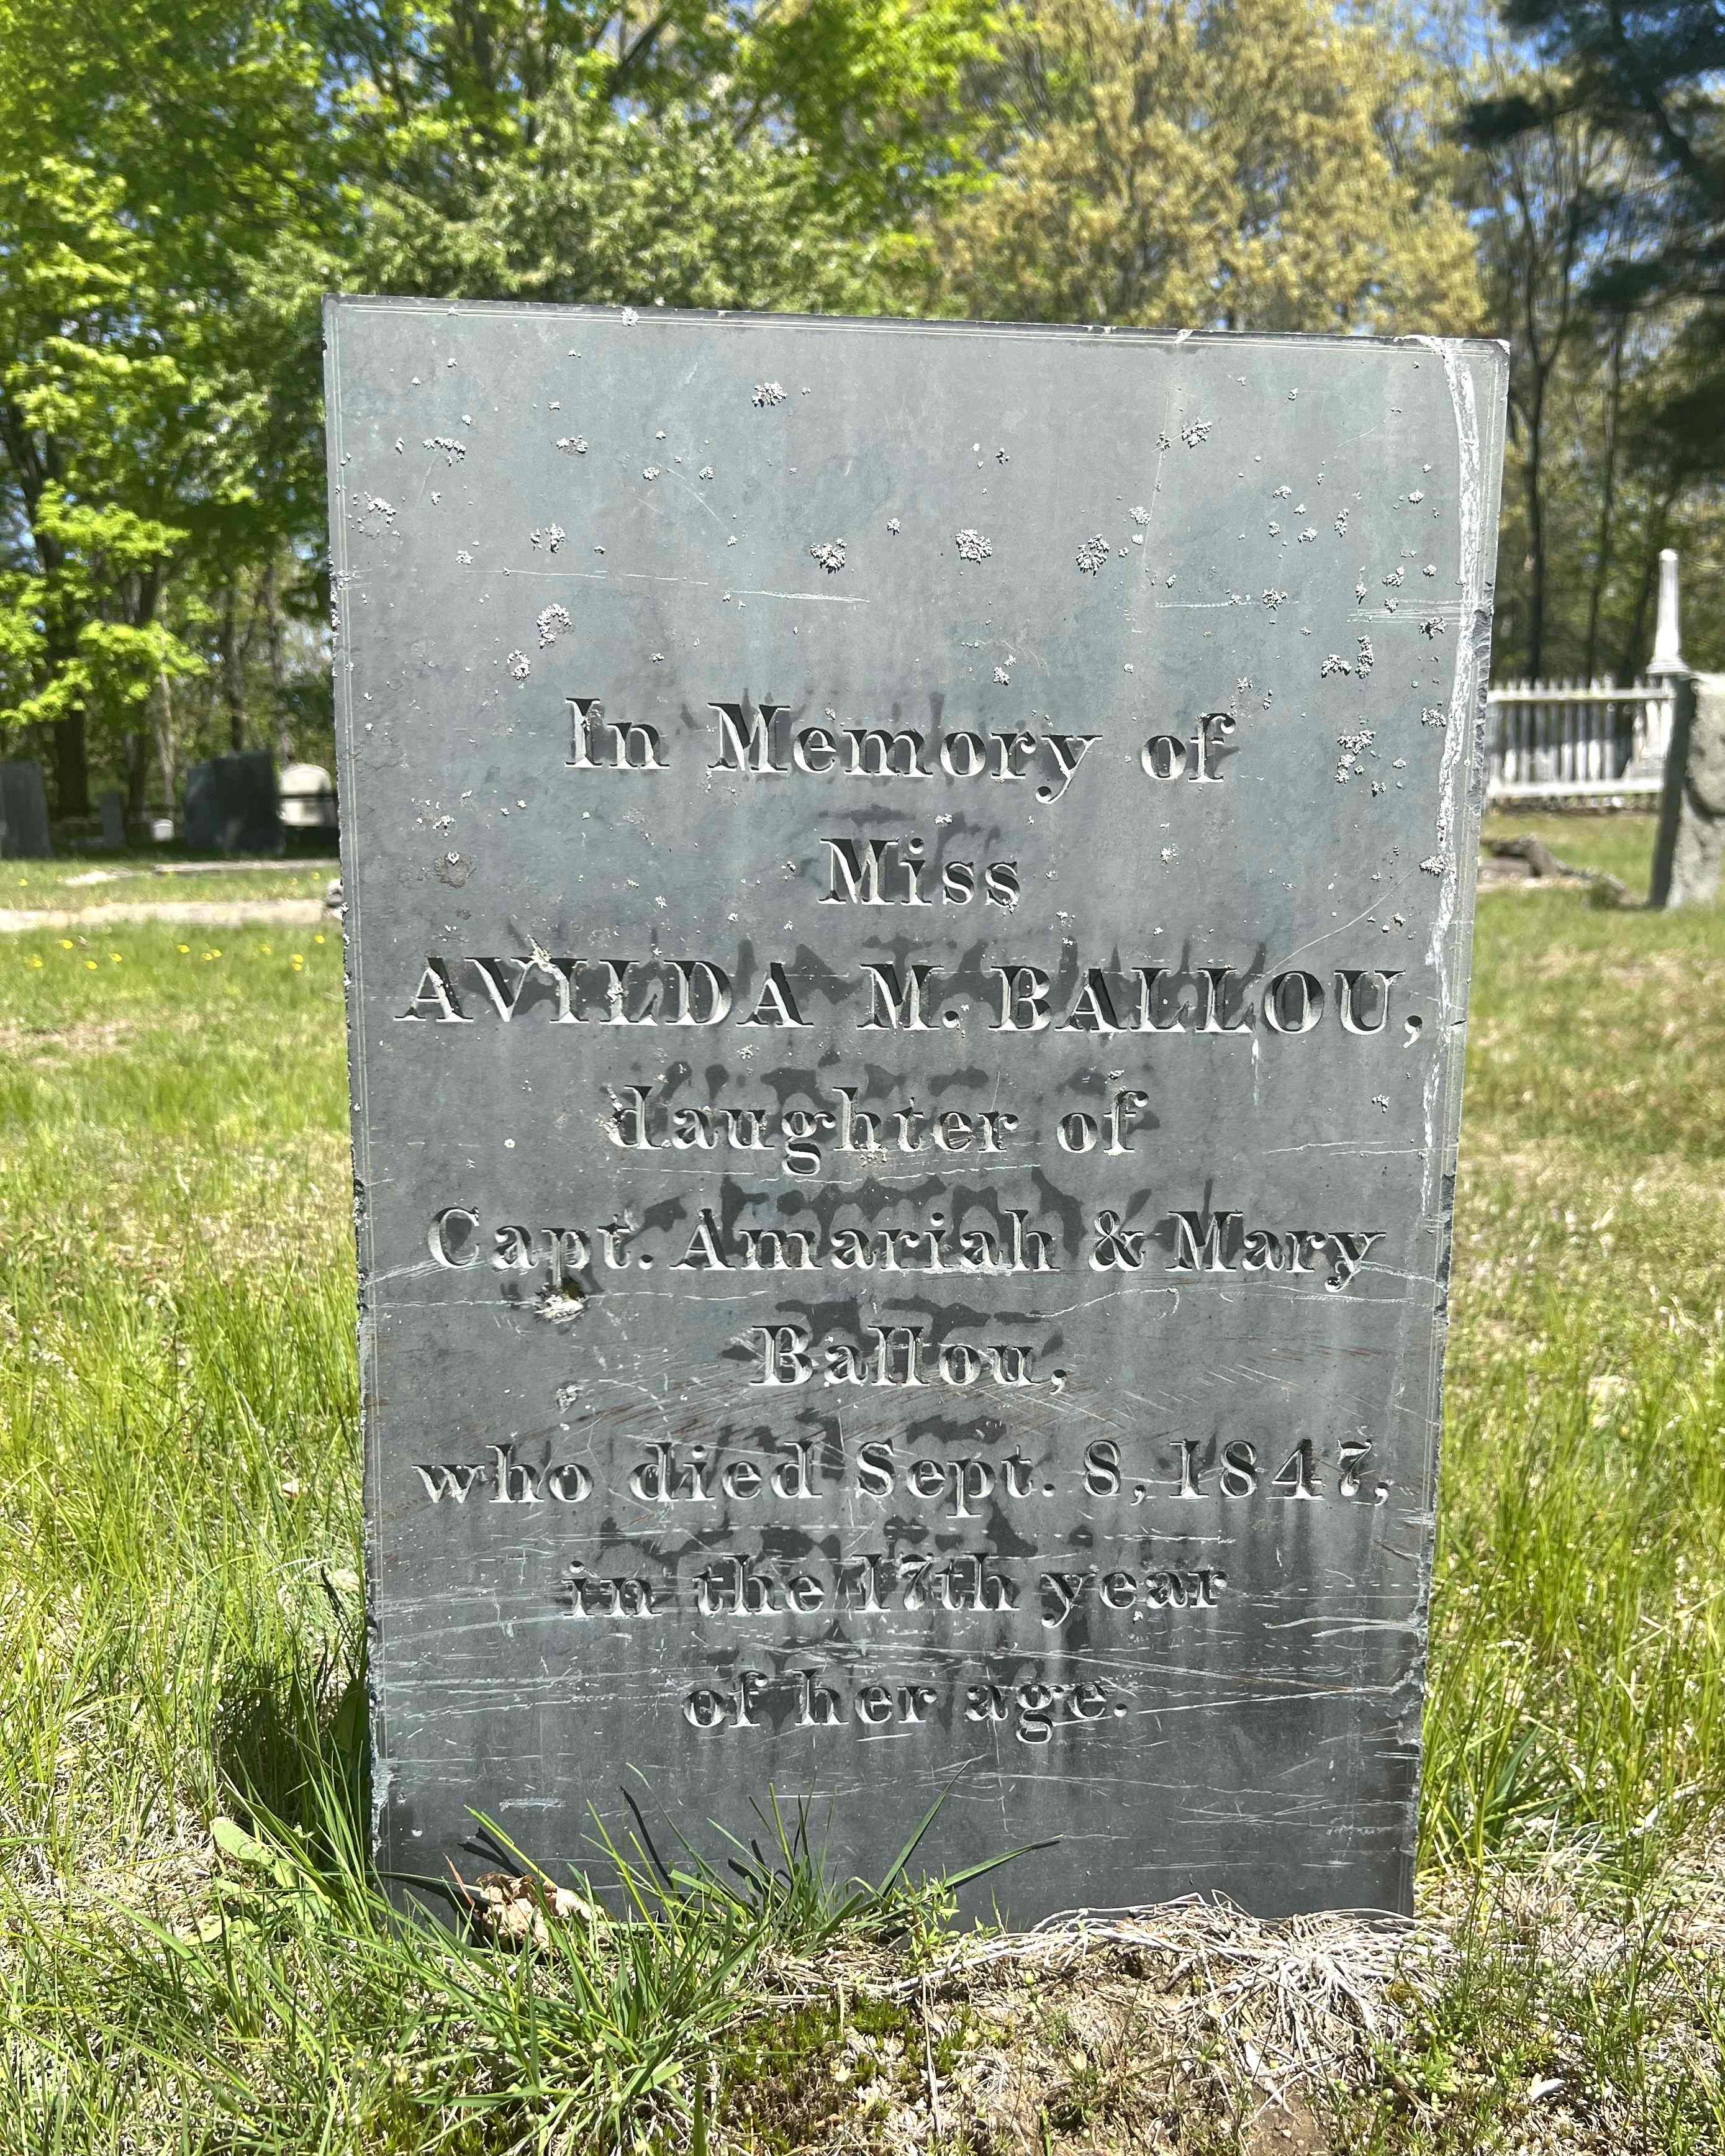 In Memory of
Miss
AVILDA M. BALLOU,
daughter of
Capt. Amariah & Mary
Ballou,
who died Sept. 8, 1847,
in the 17th year
of her age.